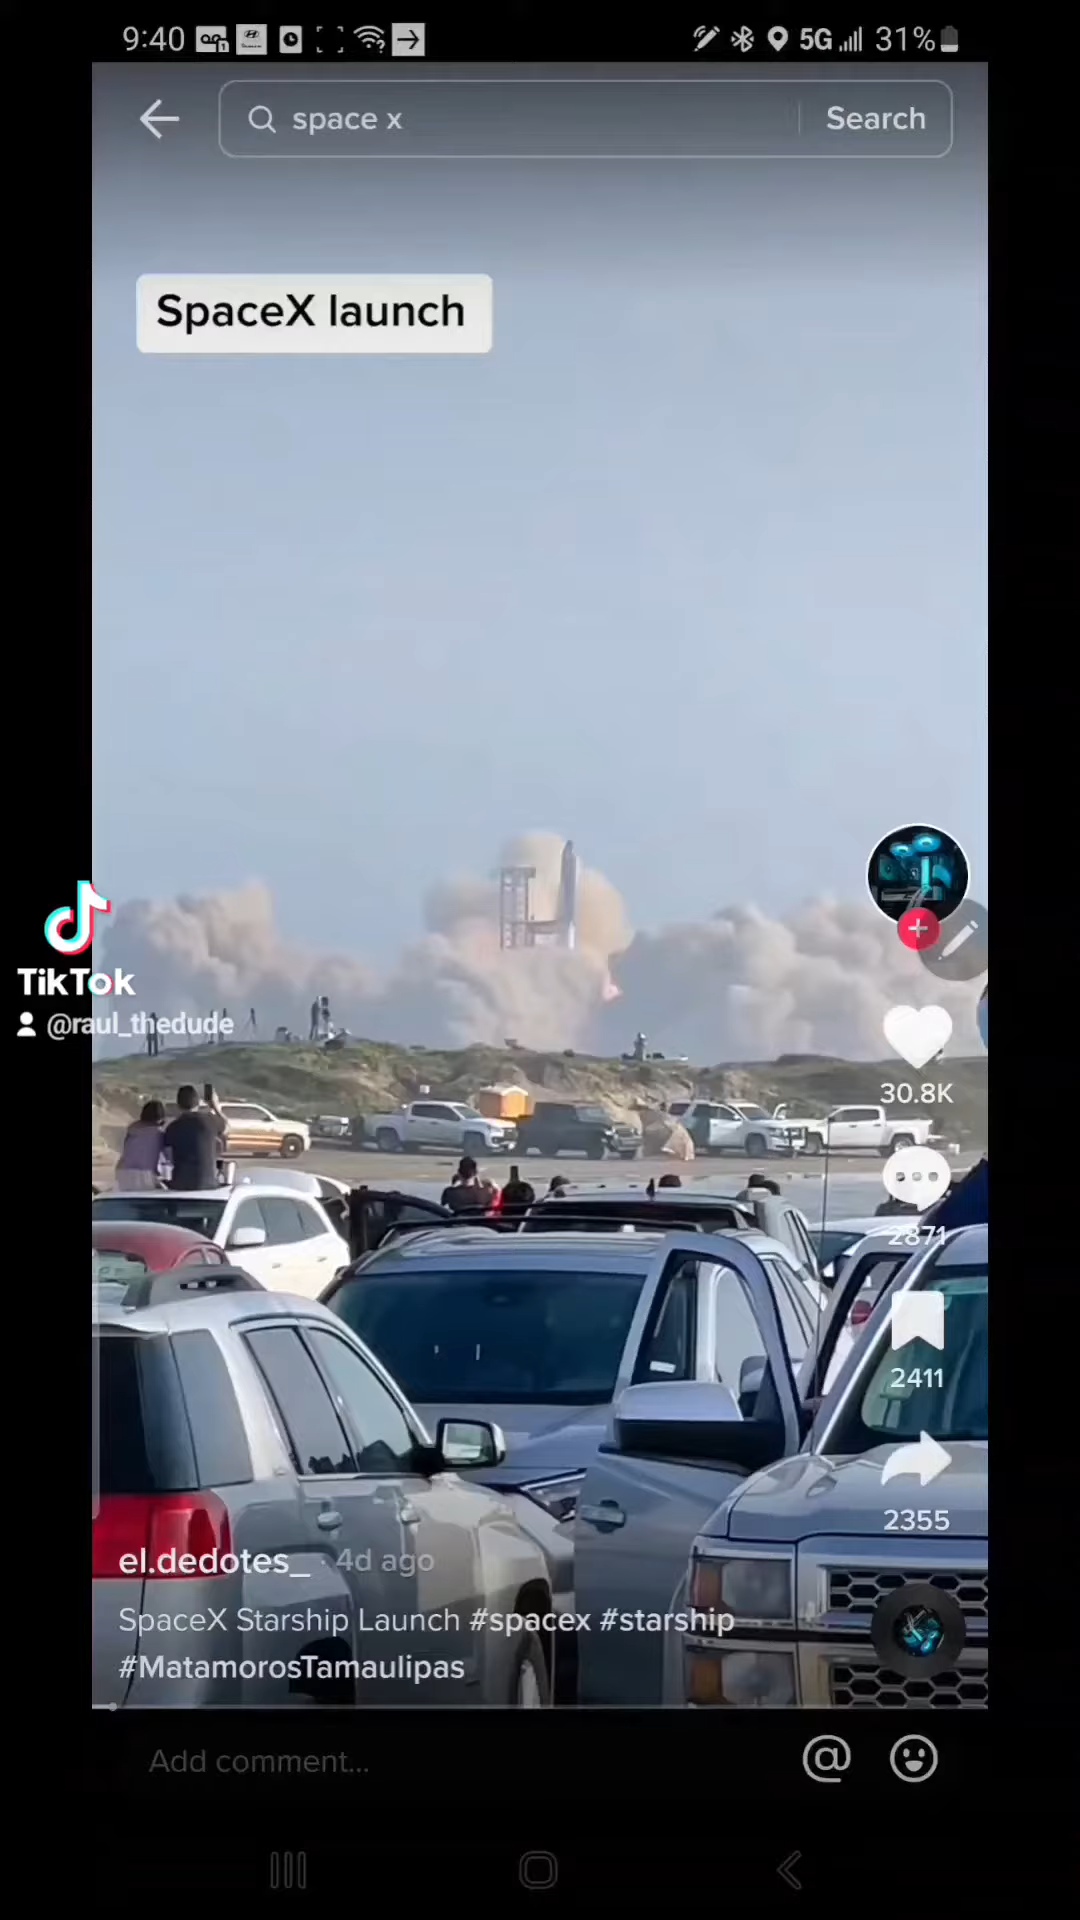 9:40
5G 31%
space x
Search
SpaceX launch
TikTok
@raul_thedude
30.8K
2871
2411
2355
el.dedotes_ · 4d ago
SpaceX Starship Launch #spacex #starship
#MatamorosTamaulipas
Add comment...